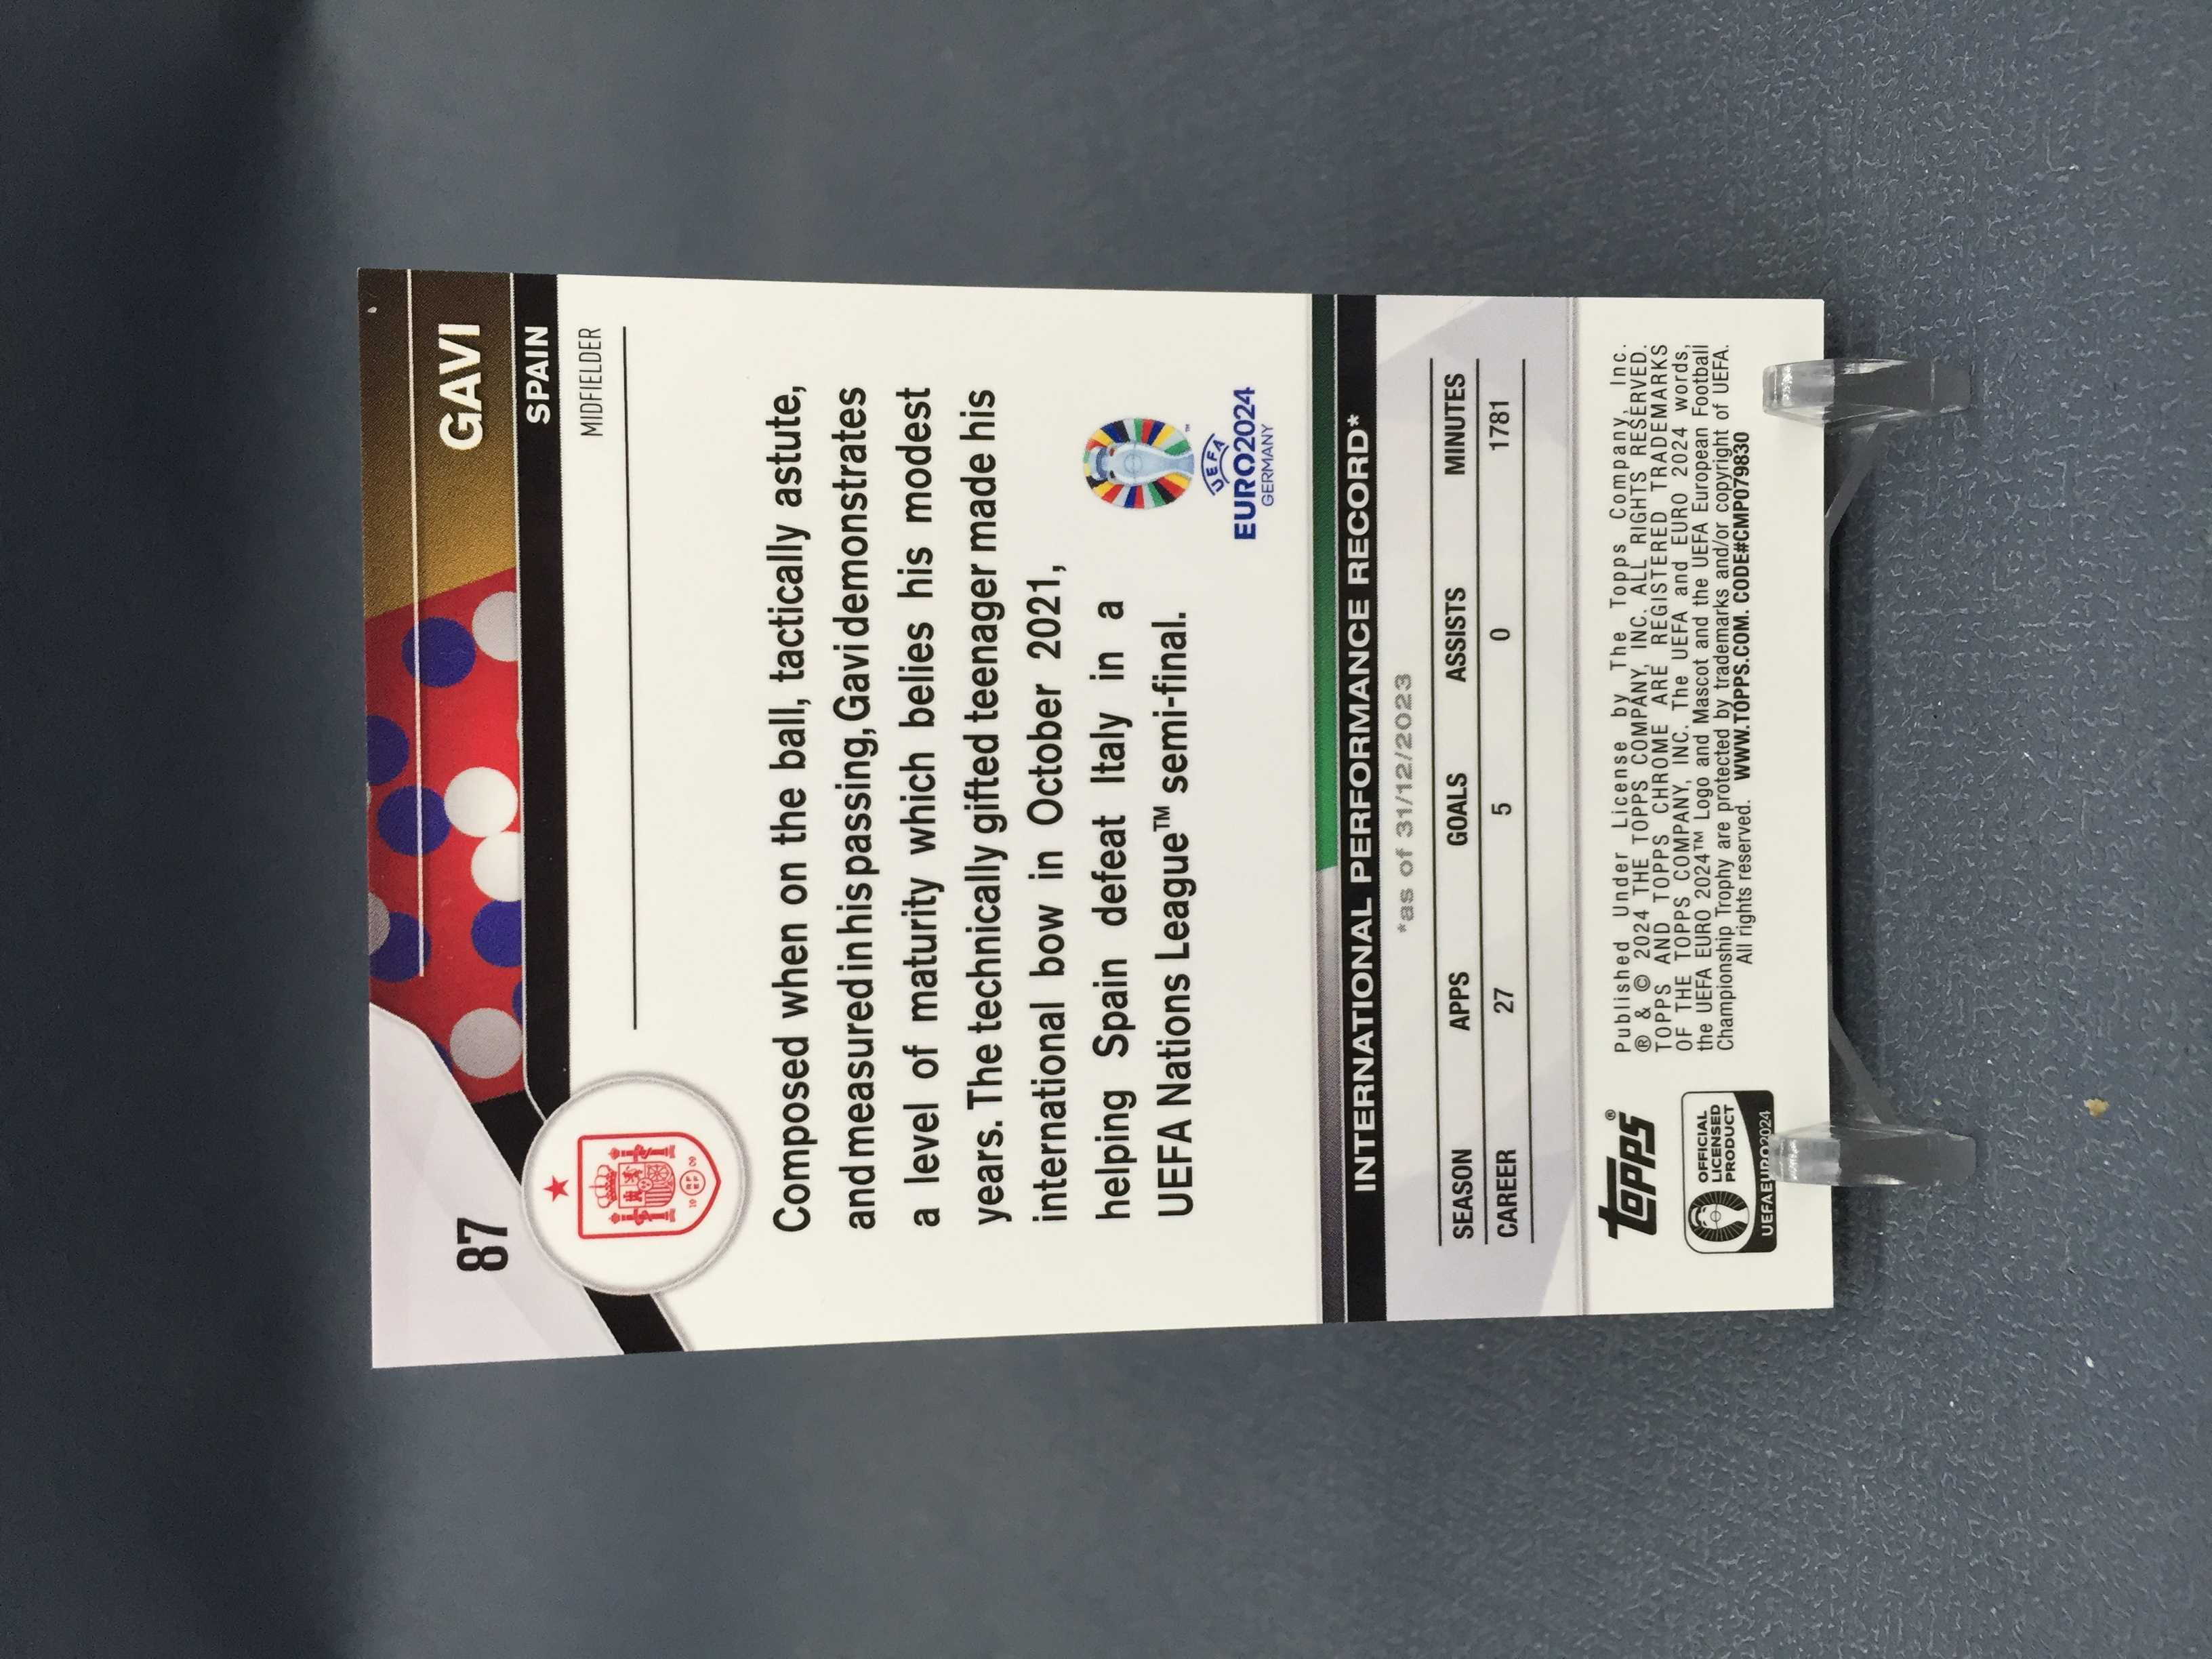 87
GAVI
SPAIN
MIDFIELDER
Composed when on the ball, tactically astute,
and measured in his passing, Gavi demonstrates
a level of maturity which belies his modest
years. The technically gifted teenager made his
international bow in October 2021,
helping Spain defeat Italy in a
UEFA Nations League™ semi-final.
UEFA
EURO2024
GERMANY
INTERNATIONAL PERFORMANCE RECORD*
*as of 31/12/2023
SEASON APPS GOALS ASSISTS MINUTES
CAREER 27 5 0 1781
topps®
OFFICIAL
LICENSED
PRODUCT
UEFAEURO2024
Published Under License by The Topps Company, Inc.
® & © 2024 THE TOPPS COMPANY, INC. ALL RIGHTS RESERVED.
TOPPS AND TOPPS CHROME ARE REGISTERED TRADEMARKS
OF THE TOPPS COMPANY, INC. The UEFA and EURO 2024 words,
the UEFA EURO 2024™ Logo and Mascot and the UEFA European Football
Championship Trophy are protected by trademarks and/or copyright of UEFA.
All rights reserved. WWW.TOPPS.COM. CODE#CMP079830